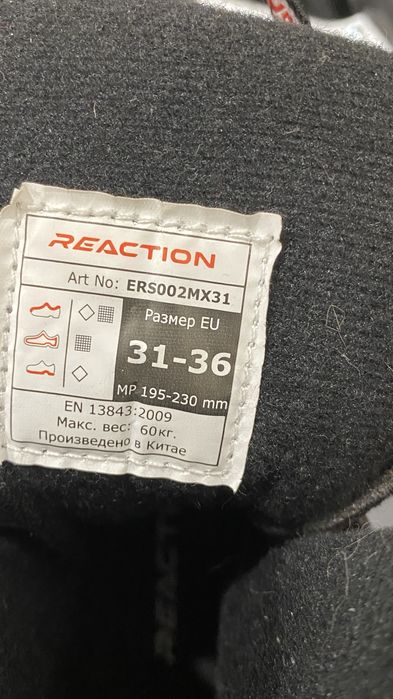 REACTION
Art No: ERS002MX31
Размер EU
31-36
MP 195-230 mm
EN 13843:2009
Макс. вес: 60кг.
Произведено в Китае
REACT